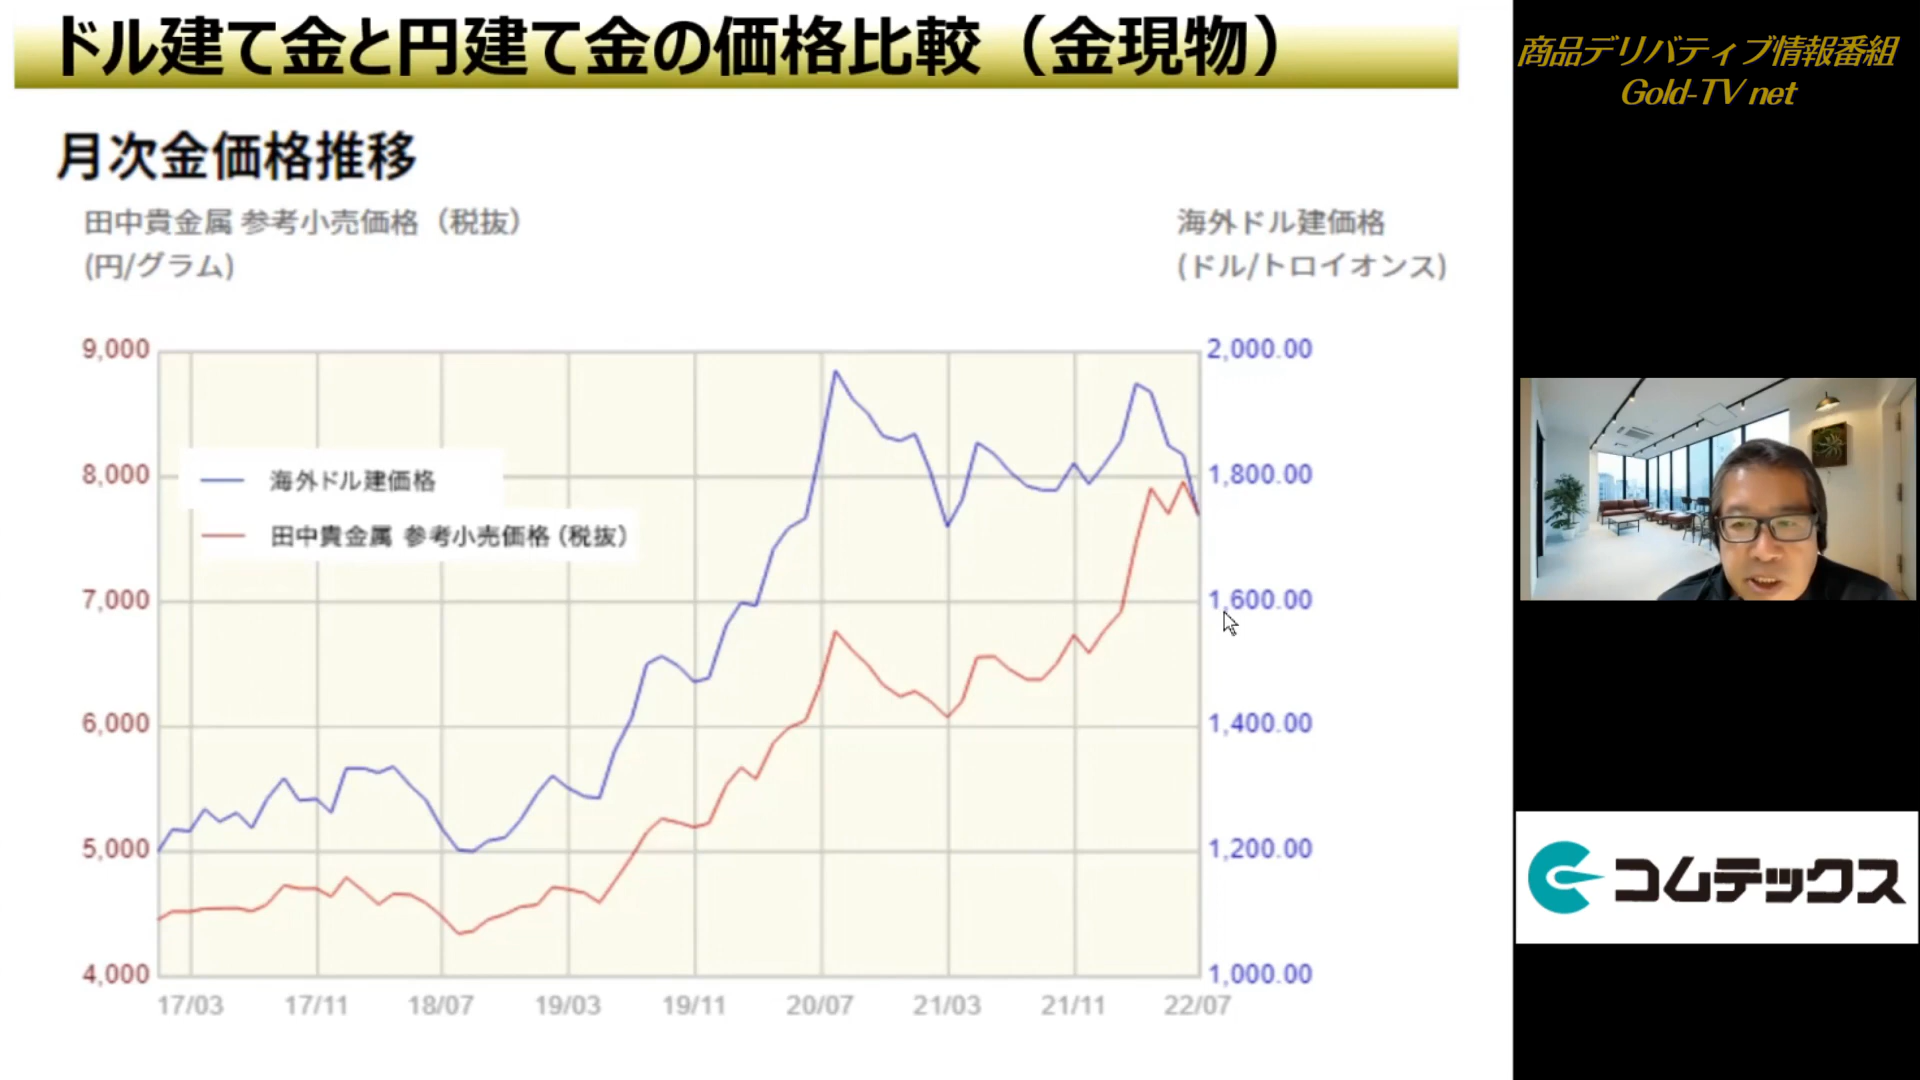 ドル建て金と円建て金の価格比較（金現物）
商品デリバティブ情報番組
Gold-TV net
月次金価格推移
田中貴金属 参考小売価格（税抜）
(円/グラム)
海外ドル建価格
(ドル/トロイオンス)
9,000
8,000
7,000
6,000
5,000
4,000
海外ドル建価格
田中貴金属 参考小売価格（税抜）
2,000.00
1,800.00
1,600.00
1,400.00
1,200.00
1,000.00
17/03 17/11 18/07 19/03 19/11 20/07 21/03 21/11 22/07
コムテックス